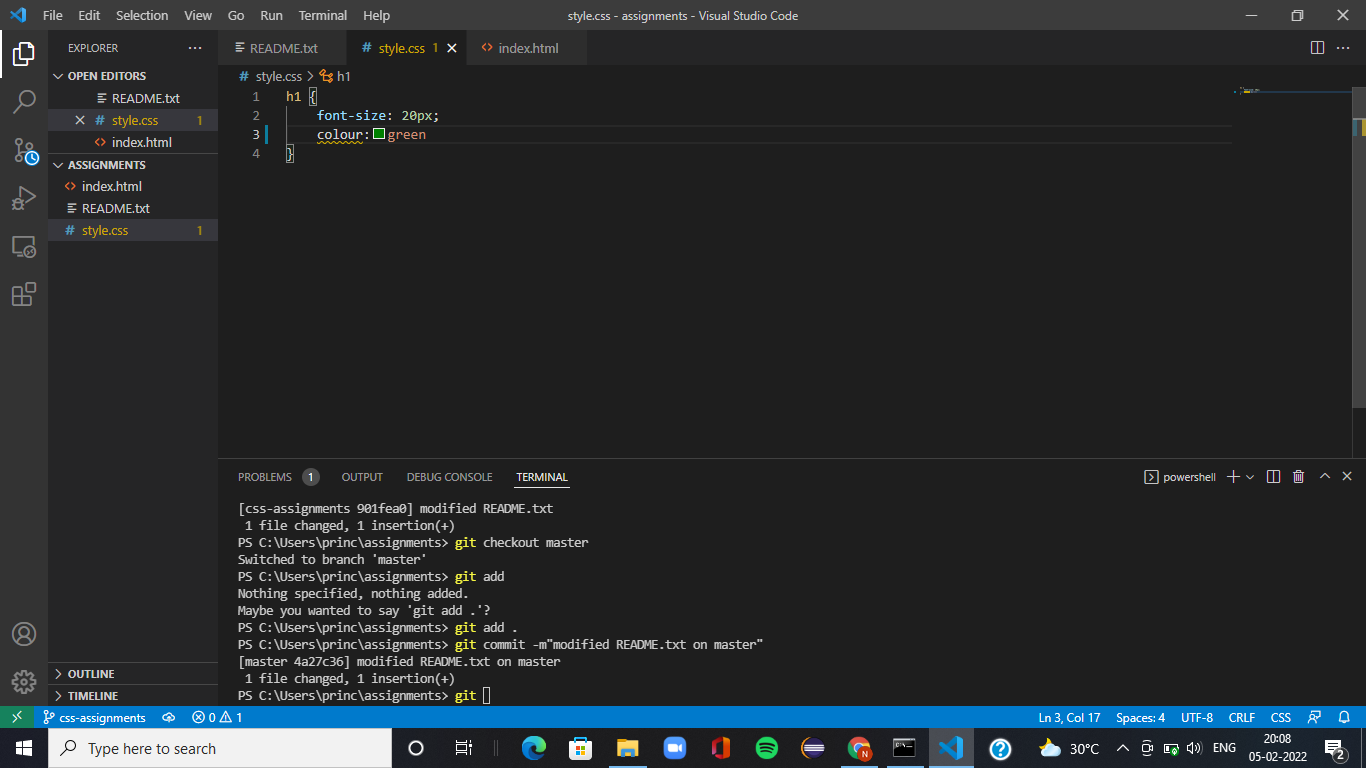 File Edit Selection View Go Run Terminal Help
style.css - assignments - Visual Studio Code
EXPLORER
OPEN EDITORS
README.txt
style.css 1
index.html
ASSIGNMENTS
index.html
README.txt
style.css 1
OUTLINE
TIMELINE
README.txt style.css 1 index.html
style.css h1
1 h1 {
2 font-size: 20px;
3 colour: green
4 }
PROBLEMS 1 OUTPUT DEBUG CONSOLE TERMINAL
powershell
[css-assignments 901fea0] modified README.txt
1 file changed, 1 insertion(+)
PS C:\Users\princ\assignments> git checkout master
Switched to branch 'master'
PS C:\Users\princ\assignments> git add
Nothing specified, nothing added.
Maybe you wanted to say 'git add .'?
PS C:\Users\princ\assignments> git add .
PS C:\Users\princ\assignments> git commit -m"modified README.txt on master"
[master 4a27c36] modified README.txt on master
1 file changed, 1 insertion(+)
PS C:\Users\princ\assignments> git
css-assignments 0 1
Ln 3, Col 17 Spaces: 4 UTF-8 CRLF CSS
Type here to search
N
30°C
ENG
20:08
05-02-2022
2